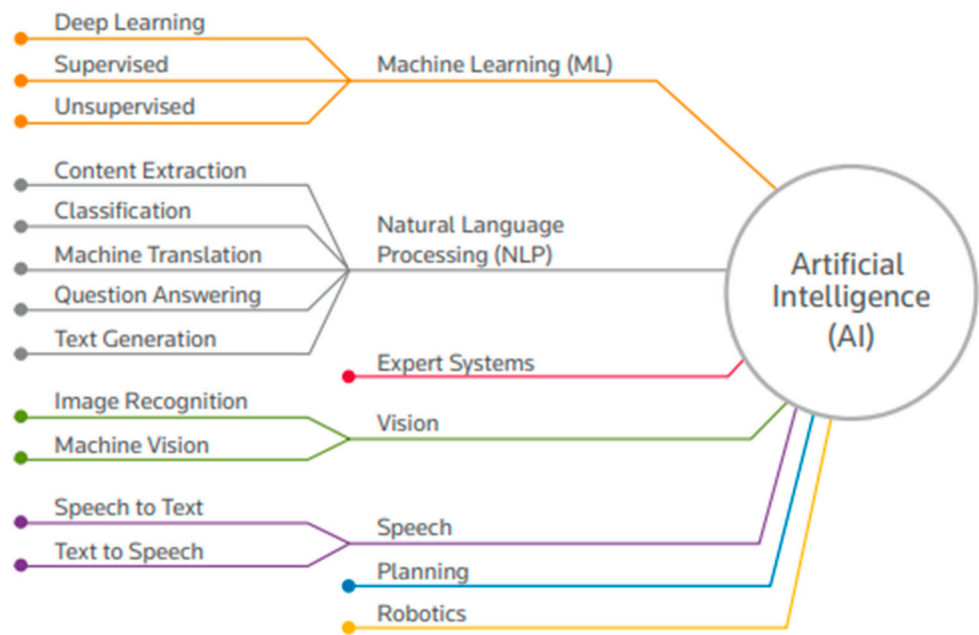 Deep Learning
Supervised
Unsupervised
Machine Learning (ML)
Content Extraction
Classification
Machine Translation
Question Answering
Text Generation
Natural Language
Processing (NLP)
Expert Systems
Image Recognition
Machine Vision
Vision
Speech to Text
Text to Speech
Speech
Planning
Robotics
Artificial
Intelligence
(AI)